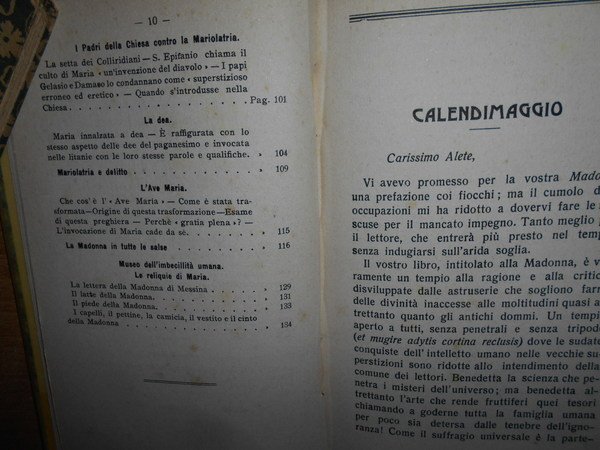 — 10 —
I Padri della Chiesa contro la Mariolatria.
La setta dei Colliridiani — S. Epifanio chiama il
culto di Maria « un'invenzione del diavolo » — I papi
Gelasio e Damaso lo condannano come « superstizioso
erroneo ed eretico » — Quando s'introdusse nella
Chiesa . . . . . . . . . . Pag. 101
La dea.
Maria innalzata a dea — Ave È raffigurata con lo
stesso aspetto delle dee del paganesimo e invocata
nelle litanie con le loro stesse parole e qualifiche. . » 104
Mariolatria e delitto . . . . . . . . . » 109
L'Ave Maria.
Che cos'è l'« Ave Maria » — Come è stata tra-
sformata — Origine di questa trasformazione — Esame
di questa preghiera — Perchè « gratia plena »? —
L'invocazione di Maria cade da sè. . . . . . » 115
La Madonna in tutte le salse . . . . . . » 116
Museo dell'imbecillità umana.
Le reliquie di Maria.
La lettera della Madonna di Messina . . . . » 129
Il latte della Madonna. . . . . . . . . » 131
Il piede della Madonna . . . . . . . . » 133
I capelli, il pettine, la camicia, il vestito e il cinto
della Madonna . . . . . . . . . . » 134
CALENDIMAGGIO
Carissimo Alete,
Vi avevo promesso per la vostra Mado
una prefazione coi fiocchi; ma il cumolo d
occupazioni mi ha ridotto a dovervi fare le
scuse per il mancato impegno. Tanto meglio
il lettore, che entrerà più presto nel temp
senza indugiarsi sull'arida soglia.
Il vostro libro, intitolato alla Madonna, è v
ramente un tempio alla ragione e alla critic
disviluppate dalle astruserie che sogliono farn
delle divinità inaccesse alle moltitudini quasi a
trettanto quanto gli antichi dommi. Un tempi
aperto a tutti, senza penetrali e senza tripod
(et mugire adytis cortina reclusis) dove le sudate
conquiste dell'intelletto umano nelle vecchie su
perstizioni sono ridotte allo intendimento della
comune dei lettori. Benedetta la scienza che pe-
netra i misteri dell'universo; ma benedetta al-
trettanto l'arte che rende fruttiferi quei tesori
chiamando a goderne tutta la famiglia umana
per poco sia detersa dalle tenebre dell'igno-
ranza! Come il suffragio universale è la parte-